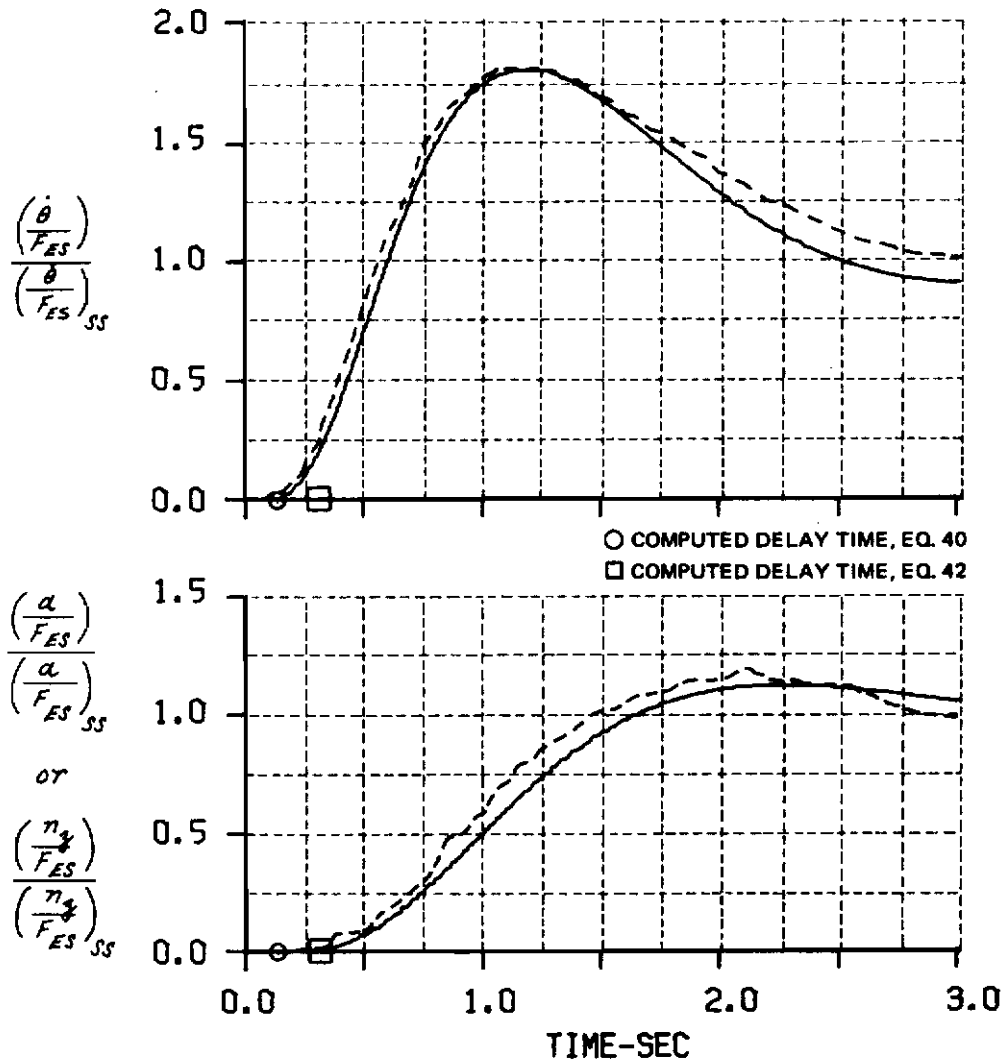 2.0
1.5
1.0
0.5
0.0
(θ̇/F_ES)
(θ̇/F_ES)_SS
○ COMPUTED DELAY TIME, EQ. 40
□ COMPUTED DELAY TIME, EQ. 42
1.5
1.0
0.5
0.0
(α/F_ES)
(α/F_ES)_SS
or
(n_z/F_ES)
(n_z/F_ES)_SS
0.0 1.0 2.0 3.0
TIME-SEC